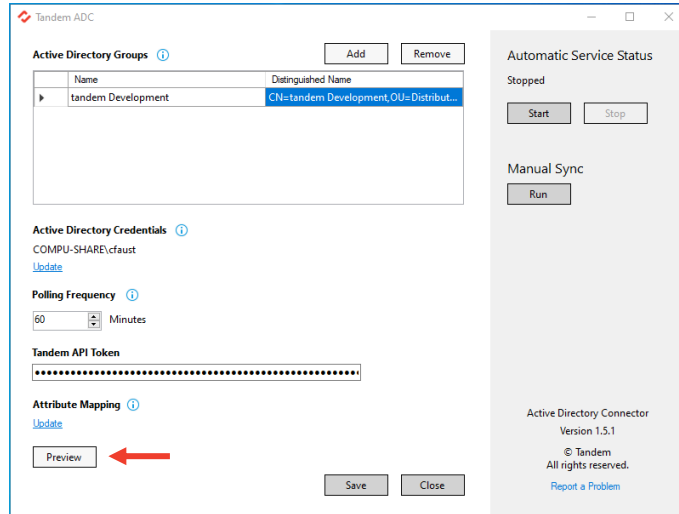 Tandem ADC
Active Directory Groups
Add
Remove
Name
Distinguished Name
tandem Development
CN=tandem Development,OU=Distribut...
Active Directory Credentials
COMPU-SHARE\cfaust
Update
Polling Frequency
60
Minutes
Tandem API Token
Attribute Mapping
Update
Preview
Save
Close
Automatic Service Status
Stopped
Start
Stop
Manual Sync
Run
Active Directory Connector
Version 1.5.1
© Tandem
All rights reserved.
Report a Problem